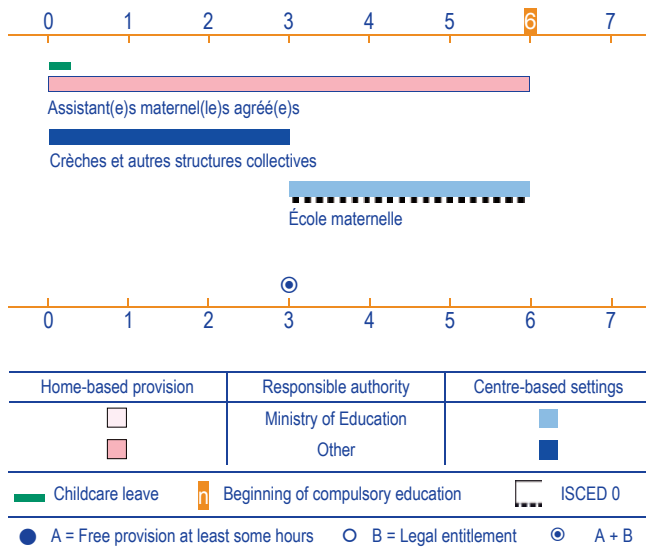 0 1 2 3 4 5 6 7
Assistant(e)s maternel(le)s agréé(e)s
Crèches et autres structures collectives
École maternelle
0 1 2 3 4 5 6 7
Home-based provision Responsible authority Centre-based settings
Ministry of Education
Other
Childcare leave n Beginning of compulsory education ISCED 0
A = Free provision at least some hours B = Legal entitlement A + B